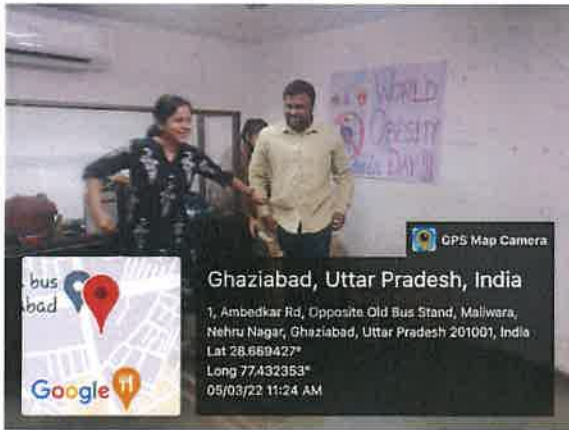 WORLD
OBESITY
DAY!!!
GPS Map Camera
bus
bad
Google
Ghaziabad, Uttar Pradesh, India
1, Ambedkar Rd, Opposite Old Bus Stand, Maliwara,
Nehru Nagar, Ghaziabad, Uttar Pradesh 201001, India
Lat 28.669427°
Long 77.432353°
05/03/22 11:24 AM